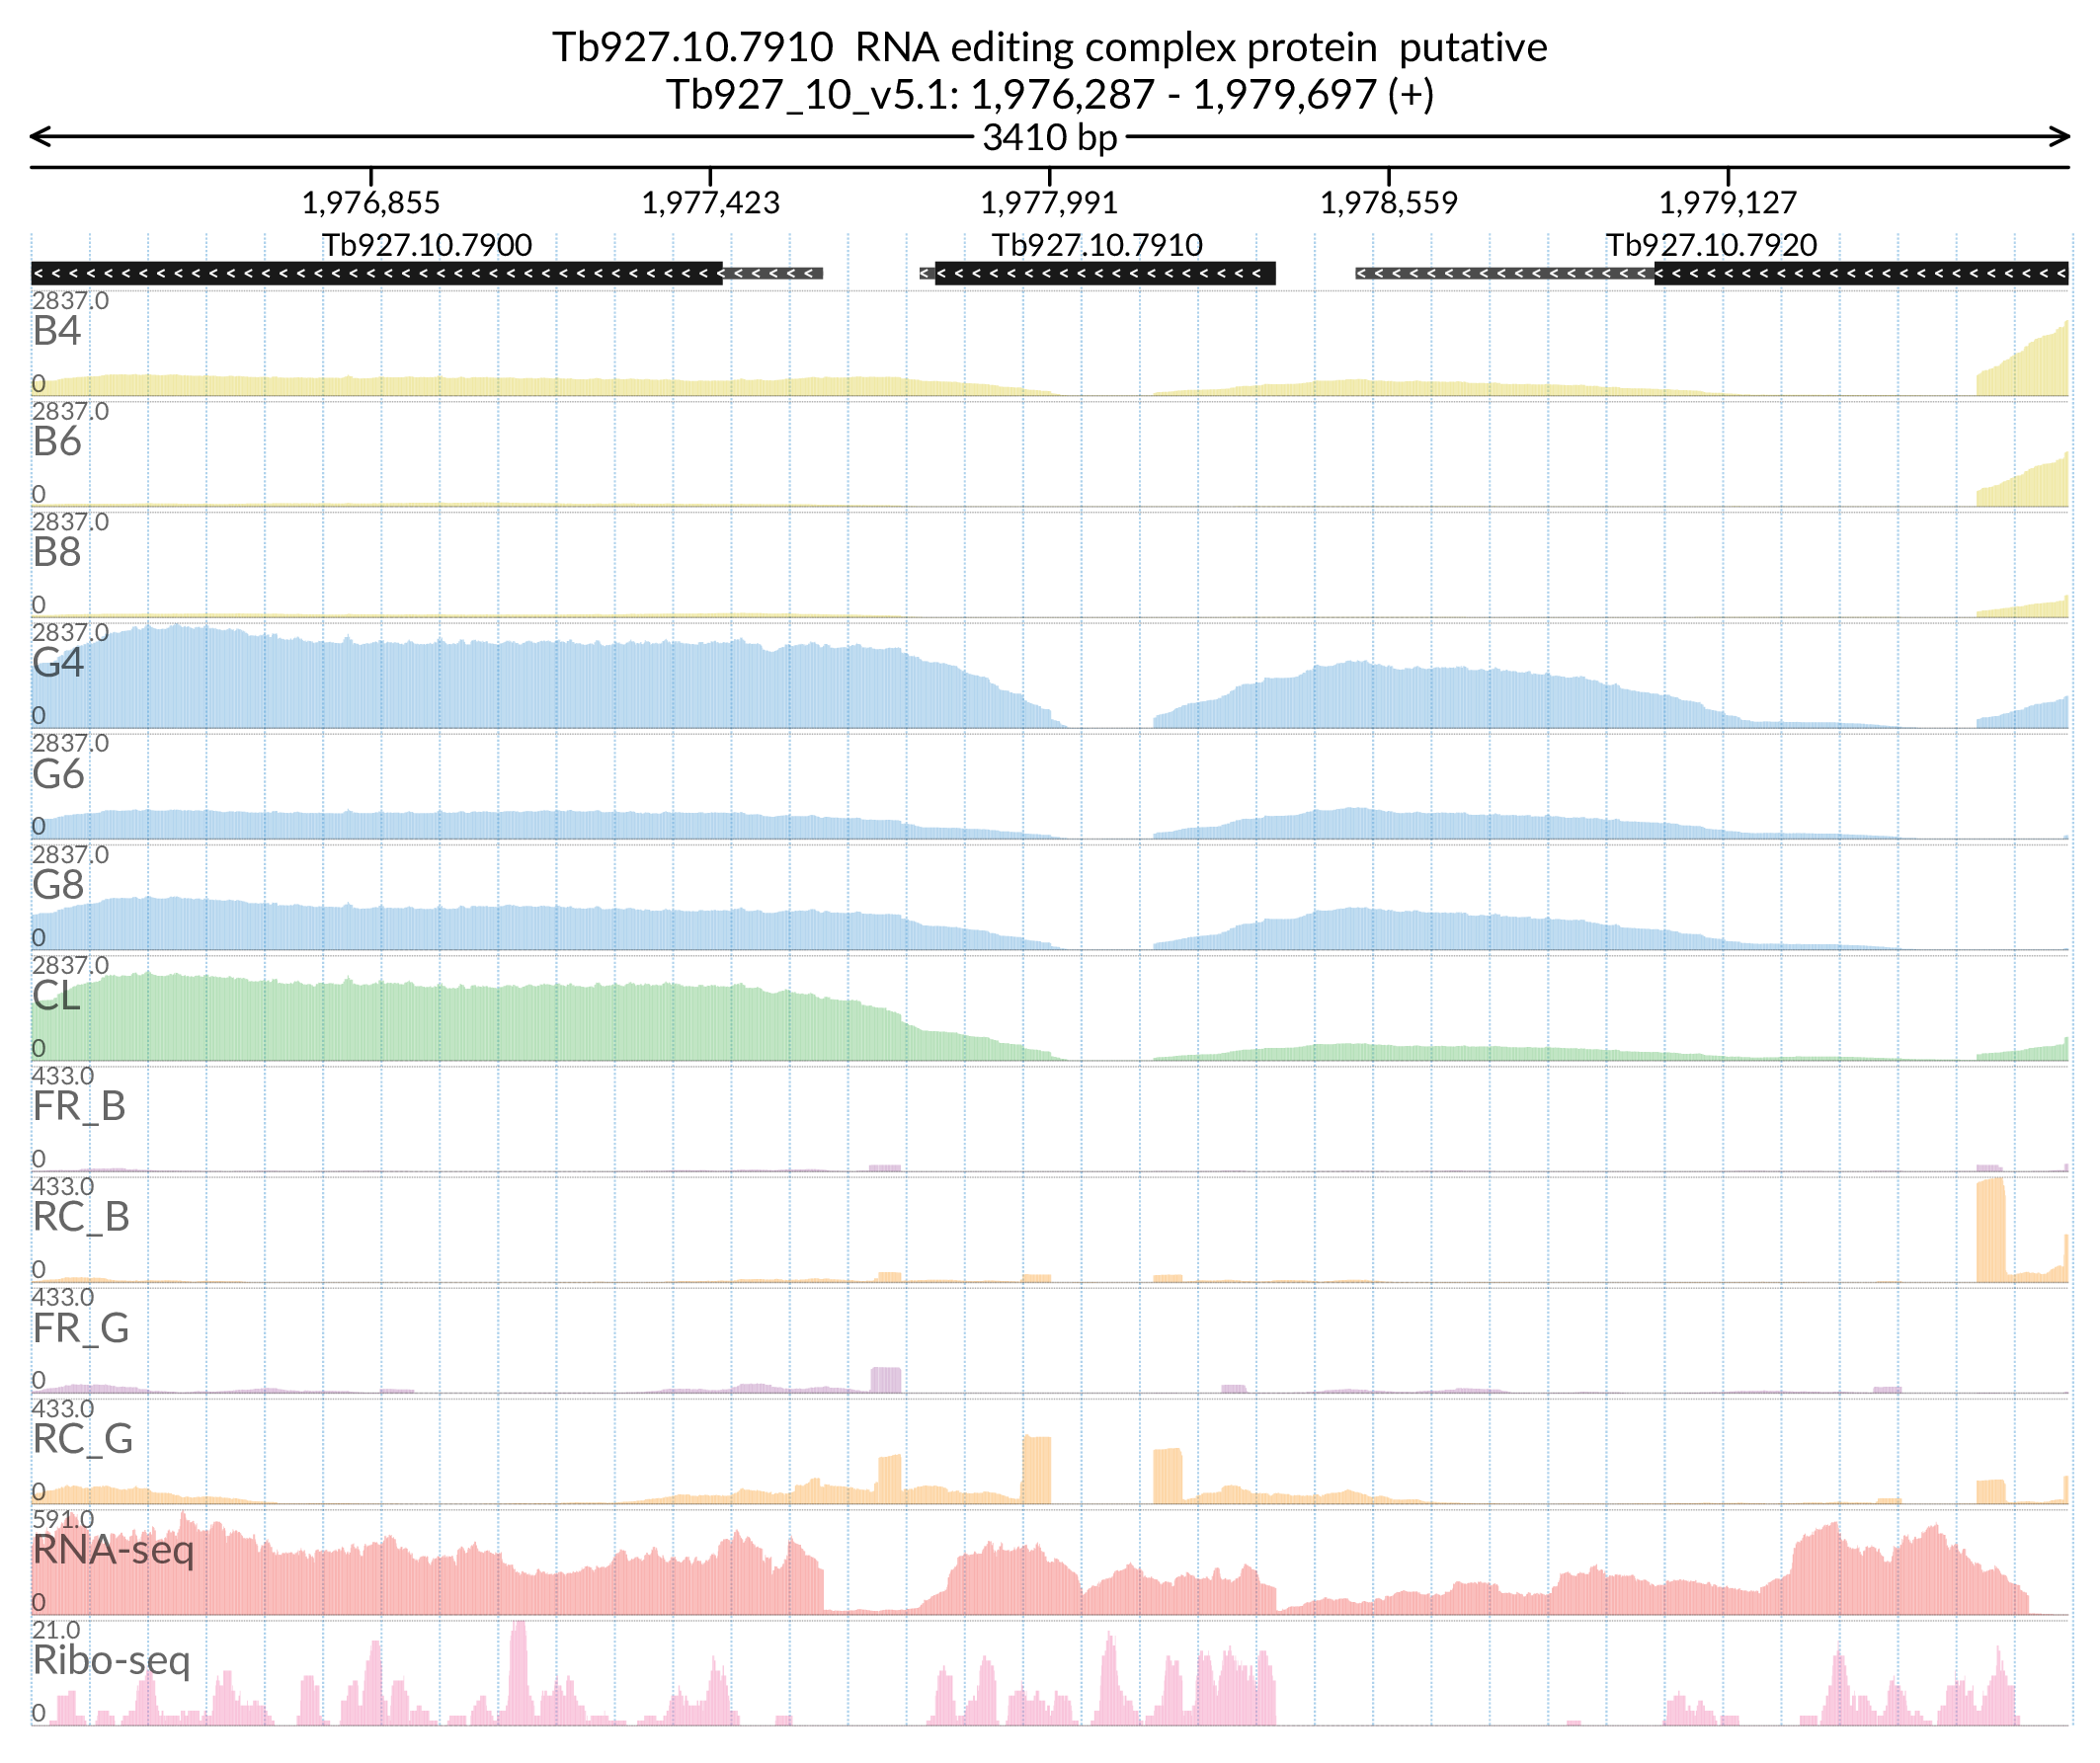 Tb927.10.7910  RNA editing complex protein  putative
Tb927_10_v5.1: 1,976,287 - 1,979,697 (+)
3410 bp
1,976,855 1,977,423 1,977,991 1,978,559 1,979,127
Tb927.10.7900 Tb927.10.7910 Tb927.10.7920
2837.0
B4
0
2837.0
B6
0
2837.0
B8
0
2837.0
G4
0
2837.0
G6
0
2837.0
G8
0
2837.0
CL
0
433.0
FR_B
0
433.0
RC_B
0
433.0
FR_G
0
433.0
RC_G
0
591.0
RNA-seq
0
21.0
Ribo-seq
0